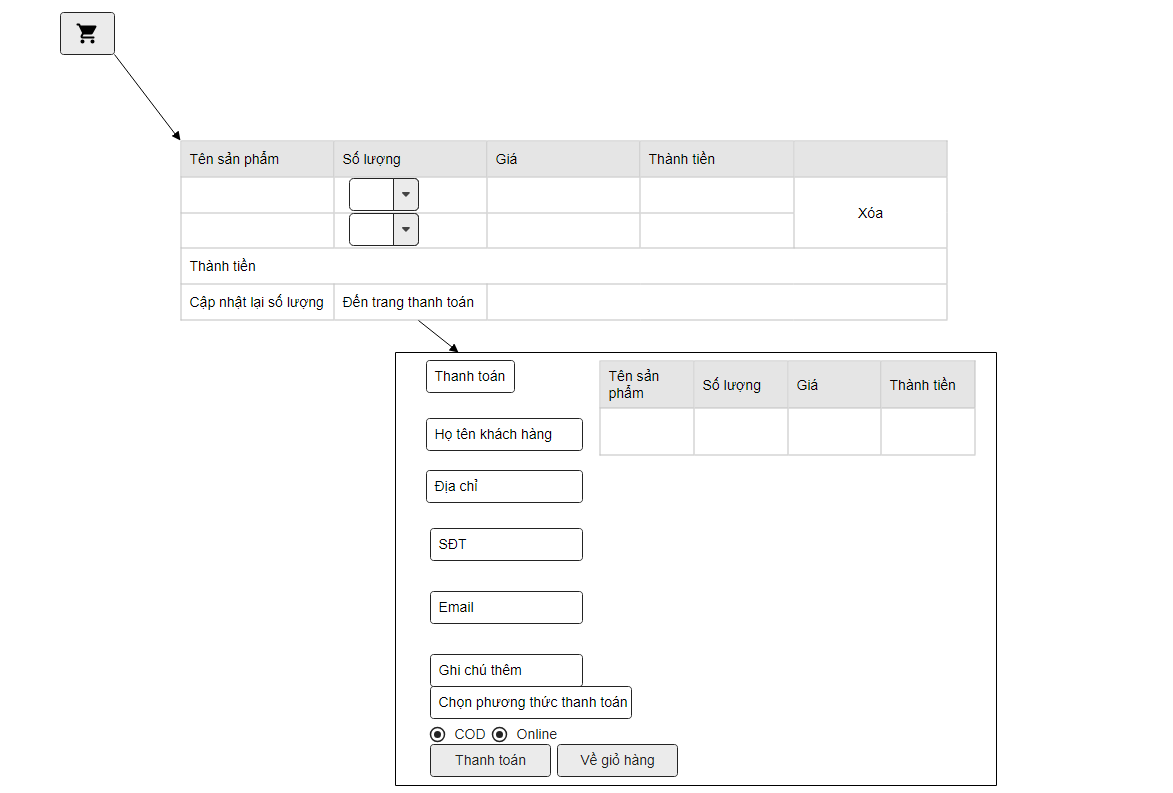 Tên sản phẩm Số lượng Giá Thành tiền
Xóa
Thành tiền
Cập nhật lại số lượng Đến trang thanh toán
Thanh toán
Tên sản
phẩm
Số lượng Giá Thành tiền
Họ tên khách hàng
Địa chỉ
SĐT
Email
Ghi chú thêm
Chọn phương thức thanh toán
COD Online
Thanh toán Về giỏ hàng